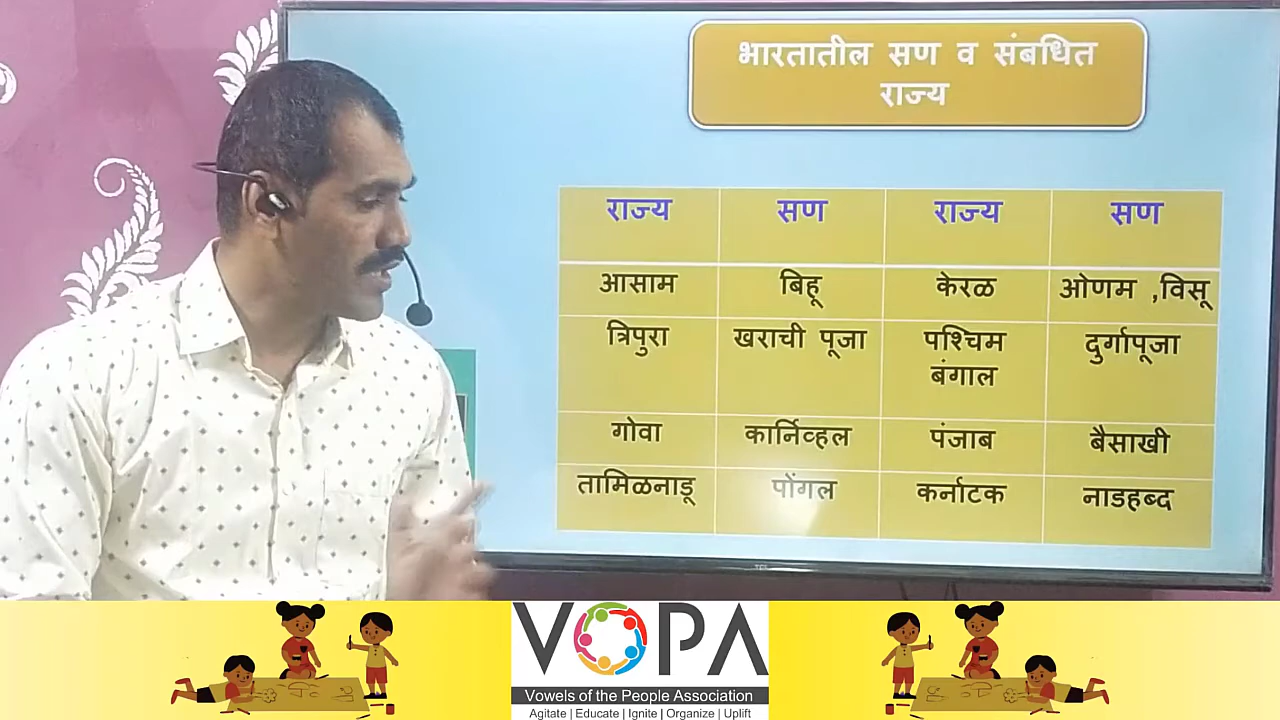 भारतातील सण व संबधित
राज्य
राज्य सण राज्य सण
आसाम बिहू केरळ ओणम ,विसू
त्रिपुरा खराची पूजा पश्चिम बंगाल दुर्गापूजा
गोवा कार्निव्हल पंजाब बैसाखी
तामिळनाडू पोंगल कर्नाटक नाडहब्द
VOPA
Vowels of the People Association
Agitate | Educate | Ignite | Organize | Uplift